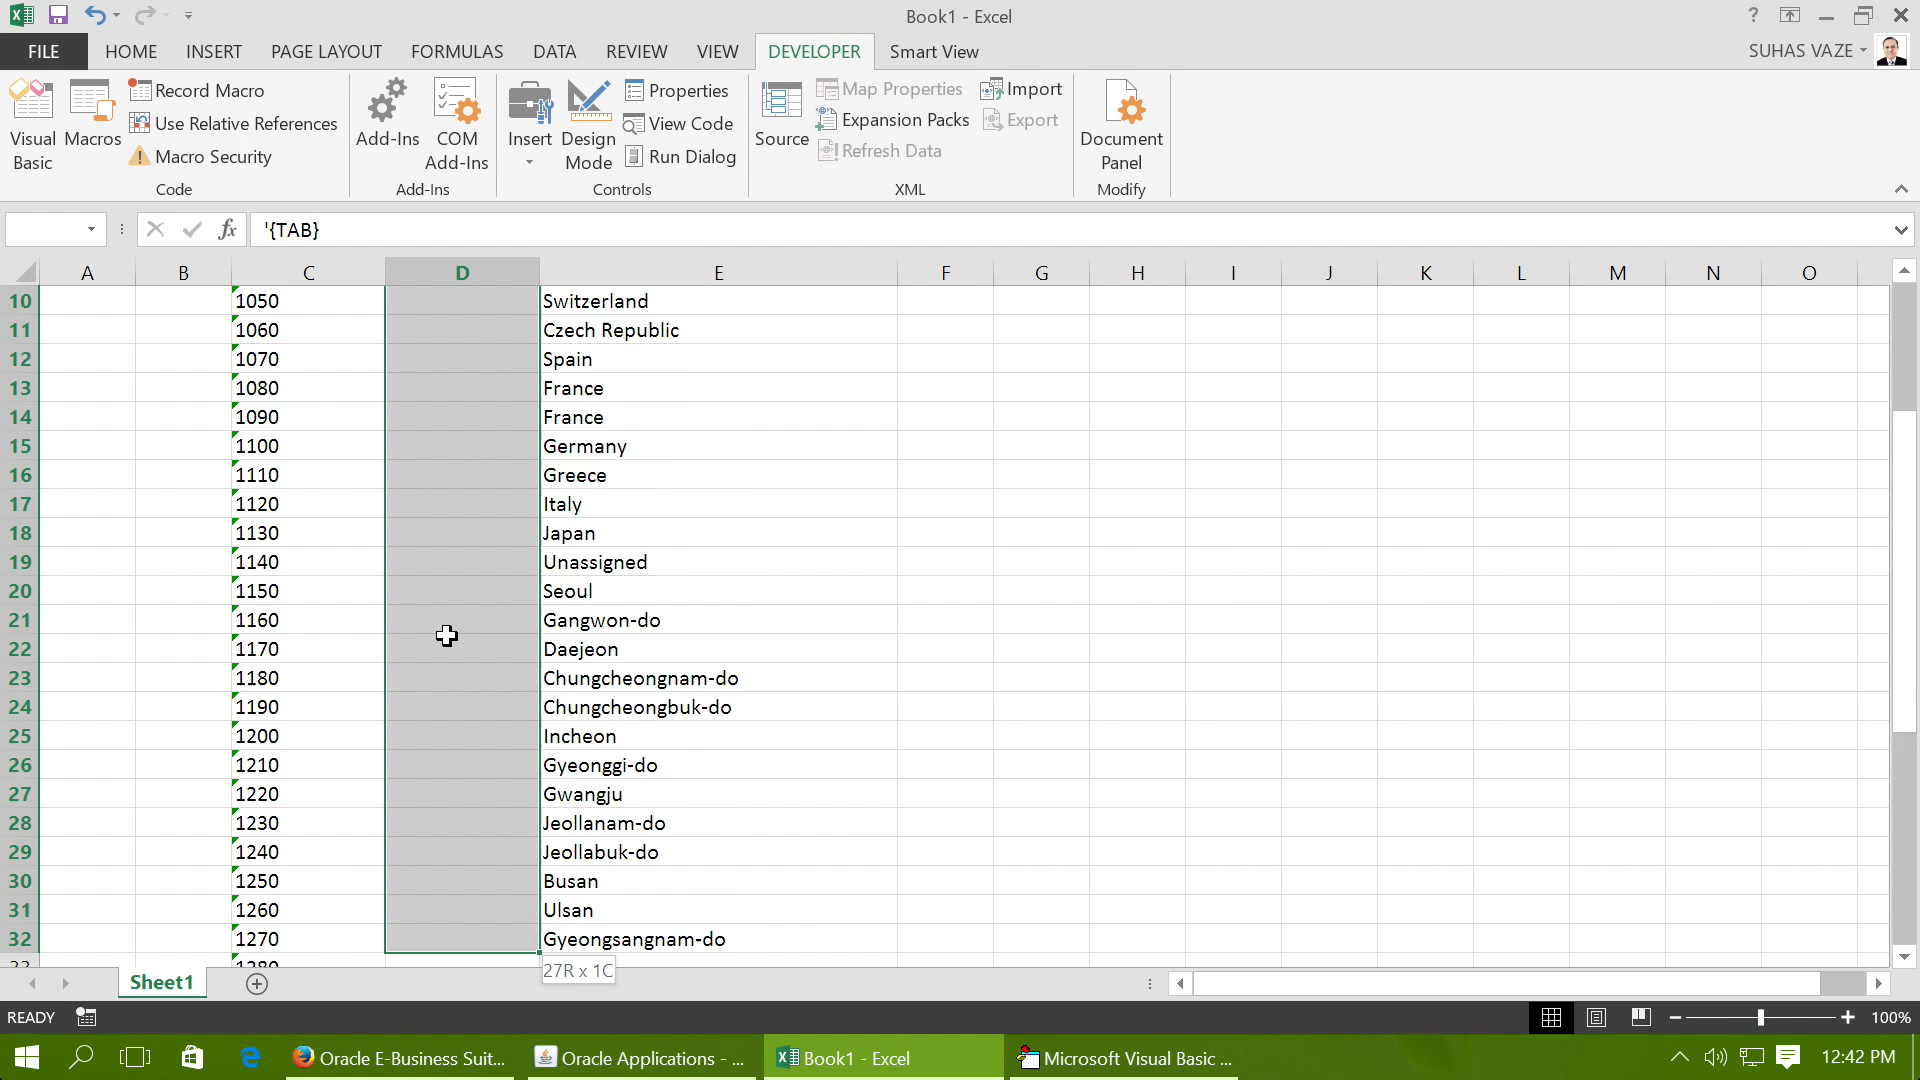 Book1 - Excel
?
FILE HOME INSERT PAGE LAYOUT FORMULAS DATA REVIEW VIEW DEVELOPER Smart View SUHAS VAZE
Visual Basic
Macros
Record Macro
Use Relative References
Macro Security
Code
Add-Ins
COM Add-Ins
Add-Ins
Insert
Design Mode
Properties
View Code
Run Dialog
Controls
Source
Map Properties
Expansion Packs
Refresh Data
Import
Export
XML
Document Panel
Modify
fx '{TAB}
A B C D E F G H I J K L M N O
10 1050 Switzerland
11 1060 Czech Republic
12 1070 Spain
13 1080 France
14 1090 France
15 1100 Germany
16 1110 Greece
17 1120 Italy
18 1130 Japan
19 1140 Unassigned
20 1150 Seoul
21 1160 Gangwon-do
22 1170 Daejeon
23 1180 Chungcheongnam-do
24 1190 Chungcheongbuk-do
25 1200 Incheon
26 1210 Gyeonggi-do
27 1220 Gwangju
28 1230 Jeollanam-do
29 1240 Jeollabuk-do
30 1250 Busan
31 1260 Ulsan
32 1270 Gyeongsangnam-do
33 1280
27R x 1C
Sheet1
READY 100%
Oracle E-Business Suit... Oracle Applications - ... Book1 - Excel Microsoft Visual Basic ... 12:42 PM